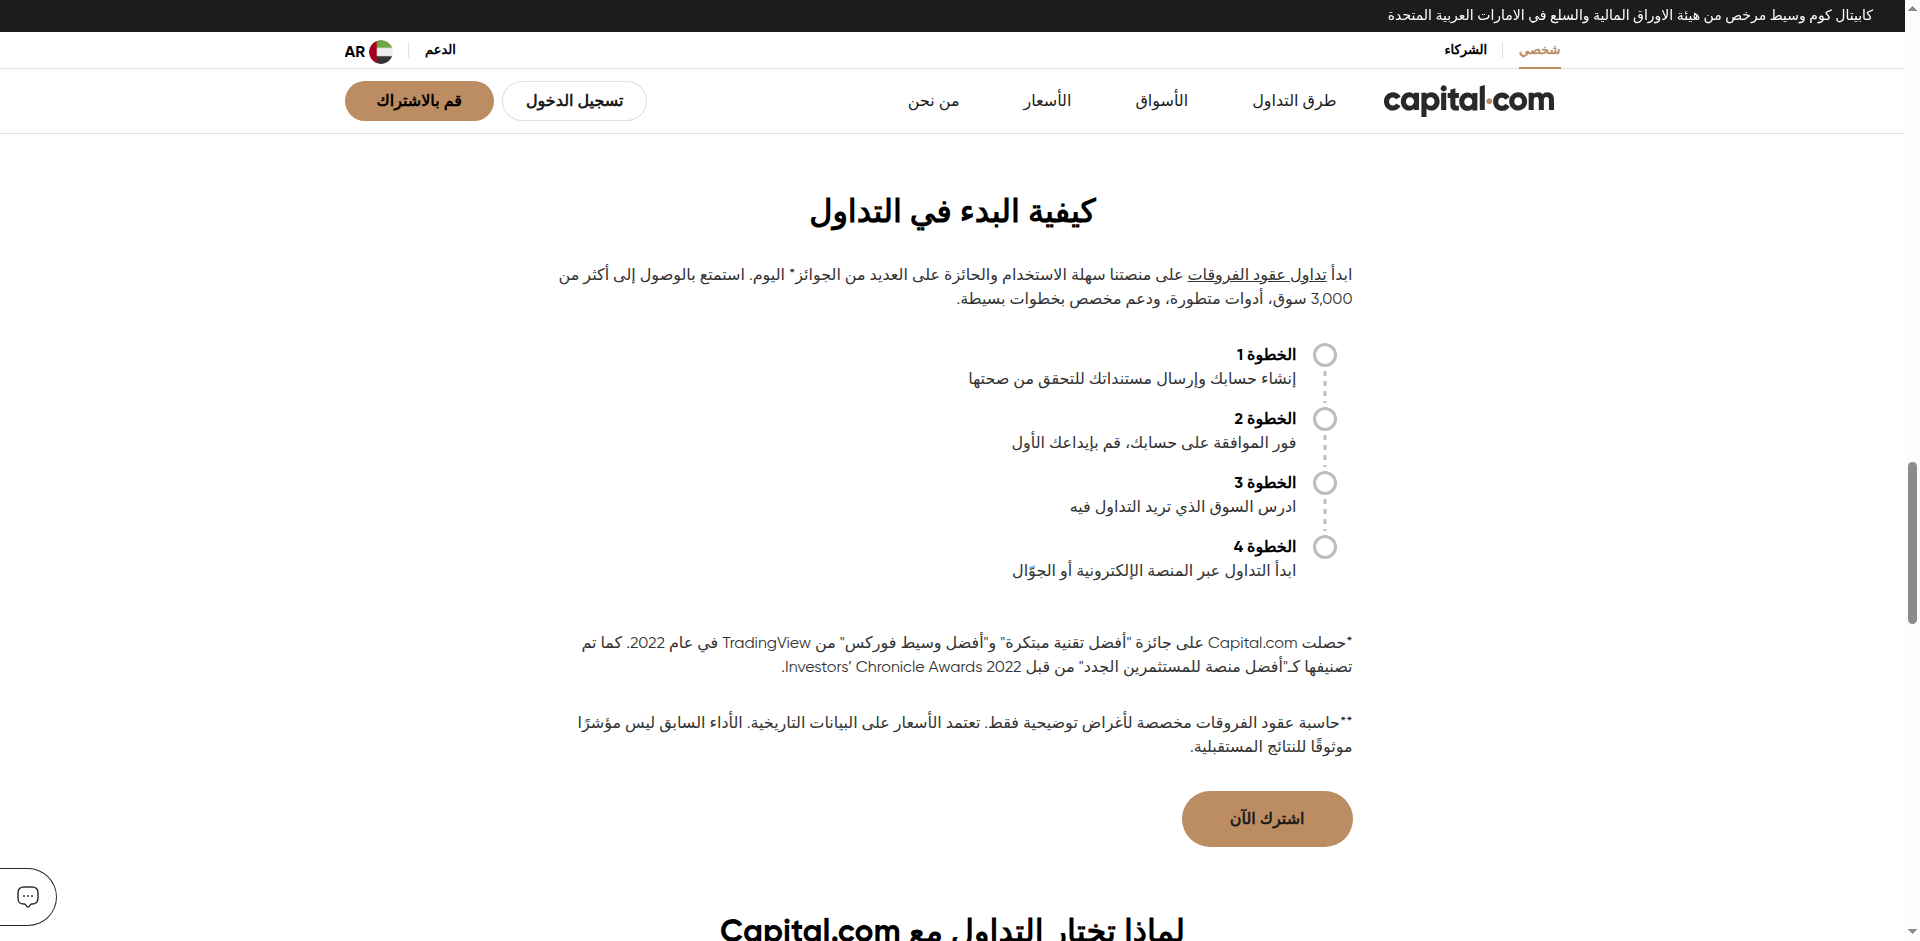 كابيتال كوم وسيط مرخص من هيئة الاوراق المالية والسلع في الامارات العربية المتحدة
شخصي
الشركاء
الدعم
AR
capital.com
طرق التداول
الأسواق
الأسعار
من نحن
تسجيل الدخول
قم بالاشتراك
كيفية البدء في التداول
ابدأ تداول عقود الفروقات على منصتنا سهلة الاستخدام والحائزة على العديد من الجوائز* اليوم. استمتع بالوصول إلى أكثر من
3,000 سوق، أدوات متطورة، ودعم مخصص بخطوات بسيطة.
الخطوة 1
إنشاء حسابك وإرسال مستنداتك للتحقق من صحتها
الخطوة 2
فور الموافقة على حسابك، قم بإيداعك الأول
الخطوة 3
ادرس السوق الذي تريد التداول فيه
الخطوة 4
ابدأ التداول عبر المنصة الإلكترونية أو الجوّال
*حصلت Capital.com على جائزة "أفضل تقنية مبتكرة" و"أفضل وسيط فوركس" من TradingView في عام 2022. كما تم
تصنيفها كـ"أفضل منصة للمستثمرين الجدد" من قبل Investors’ Chronicle Awards 2022.
**حاسبة عقود الفروقات مخصصة لأغراض توضيحية فقط. تعتمد الأسعار على البيانات التاريخية. الأداء السابق ليس مؤشرًا
موثوقًا للنتائج المستقبلية.
اشترك الآن
لماذا تختار التداول مع Capital.com